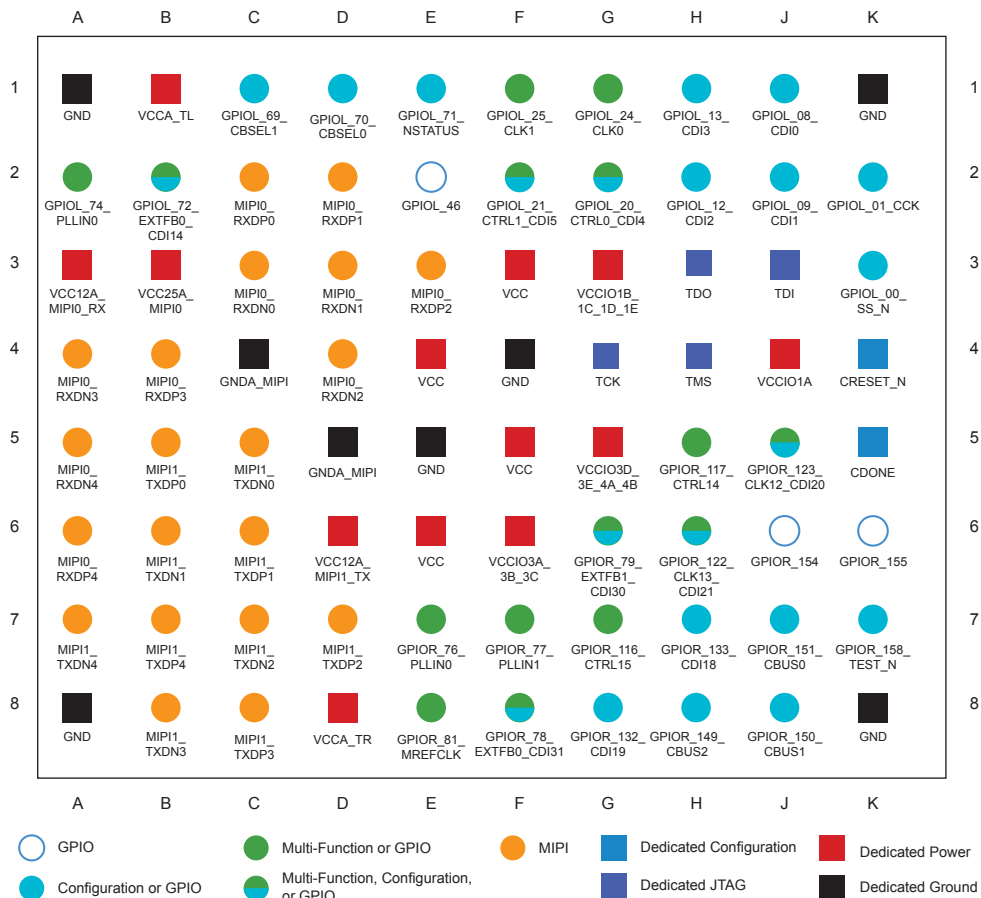 A B C D E F G H J K
1 1
GND VCCA_TL GPIOL_69_ GPIOL_70_ GPIOL_71_ GPIOL_25_ GPIOL_24_ GPIOL_13_ GPIOL_08_ GND
CBSEL1 CBSEL0 NSTATUS CLK1 CLK0 CDI3 CDI0
2 2
GPIOL_74_ GPIOL_72_ MIPI0_ MIPI0_ GPIOL_46 GPIOL_21_ GPIOL_20_ GPIOL_12_ GPIOL_09_ GPIOL_01_CCK
PLLIN0 EXTFB0_ RXDP0 RXDP1 CTRL1_CDI5 CTRL0_CDI4 CDI2 CDI1
CDI14
3 3
VCC12A_ VCC25A_ MIPI0_ MIPI0_ MIPI0_ VCC VCCIO1B_ TDO TDI GPIOL_00_
MIPI0_RX MIPI0 RXDN0 RXDN1 RXDP2 1C_1D_1E SS_N
4 4
MIPI0_ MIPI0_ GNDA_MIPI MIPI0_ VCC GND TCK TMS VCCIO1A CRESET_N
RXDN3 RXDP3 RXDN2
5 5
MIPI0_ MIPI1_ MIPI1_ GNDA_MIPI GND VCC VCCIO3D_ GPIOR_117_ GPIOR_123_ CDONE
RXDN4 TXDP0 TXDN0 3E_4A_4B CTRL14 CLK12_CDI20
6 6
MIPI0_ MIPI1_ MIPI1_ VCC12A_ VCC VCCIO3A_ GPIOR_79_ GPIOR_122_ GPIOR_154 GPIOR_155
RXDP4 TXDN1 TXDP1 MIPI1_TX 3B_3C EXTFB1_ CLK13_
CDI30 CDI21
7 7
MIPI1_ MIPI1_ MIPI1_ MIPI1_ GPIOR_76_ GPIOR_77_ GPIOR_116_ GPIOR_133_ GPIOR_151_ GPIOR_158_
TXDN4 TXDP4 TXDN2 TXDP2 PLLIN0 PLLIN1 CTRL15 CDI18 CBUS0 TEST_N
8 8
GND MIPI1_ MIPI1_ VCCA_TR GPIOR_81_ GPIOR_78_ GPIOR_132_ GPIOR_149_ GPIOR_150_ GND
TXDN3 TXDP3 MREFCLK EXTFB0_CDI31 CDI19 CBUS2 CBUS1
A B C D E F G H J K
GPIO Multi-Function or GPIO MIPI Dedicated Configuration Dedicated Power
Configuration or GPIO Multi-Function, Configuration, Dedicated JTAG Dedicated Ground
or GPIO